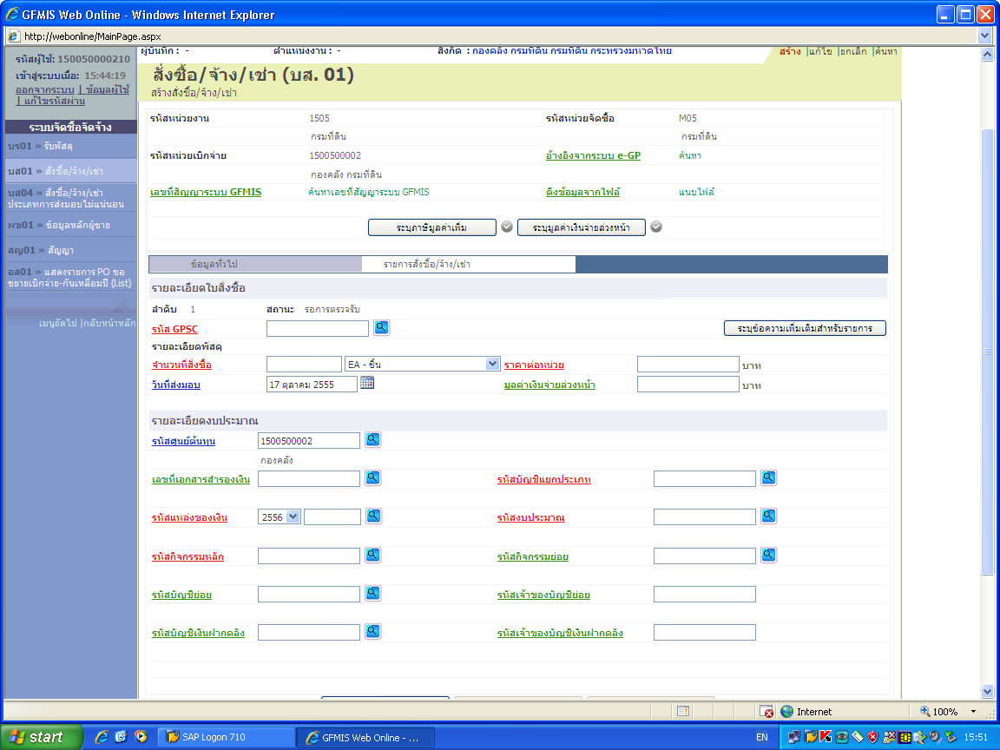 GFMIS Web Online - Windows Internet Explorer
http://webonline/MainPage.aspx
รหัสผู้ใช้: 150050000210
เข้าสู่ระบบเมื่อ: 15:44:19
ออกจากระบบ | ข้อมูลผู้ใช้
| แก้ไขรหัสผ่าน
ระบบจัดซื้อจัดจ้าง
บร01 » รับพัสดุ
บส01 » สั่งซื้อ/จ้าง/เช่า
บส04 » สั่งซื้อ/จ้าง/เช่า
ประเภทการส่งมอบไม่แน่นอน
ผข01 » ข้อมูลหลักผู้ขาย
สญ01 » สัญญา
อส01 » แสดงรายการ PO ขอ
ขยายเบิกจ่าย-กันเหลื่อมปี (List)
เมนูถัดไป |กลับหน้าหลัก
ผู้บันทึก : - ตำแหน่งงาน : - สังกัด : กองคลัง กรมที่ดิน กรมที่ดิน กระทรวงมหาดไทย
สร้าง |แก้ไข |ยกเลิก |ค้นหา
สั่งซื้อ/จ้าง/เช่า (บส. 01)
สร้างสั่งซื้อ/จ้าง/เช่า
รหัสหน่วยงาน 1505 รหัสหน่วยจัดซื้อ M05
กรมที่ดิน กรมที่ดิน
รหัสหน่วยเบิกจ่าย 1500500002 อ้างอิงจากระบบ e-GP ค้นหา
กองคลัง กรมที่ดิน
เลขที่สัญญาระบบ GFMIS ค้นหาเลขที่สัญญาระบบ GFMIS ดึงข้อมูลจากไฟล์ แนบไฟล์
ระบุภาษีมูลค่าเพิ่ม ระบุมูลค่าเงินจ่ายล่วงหน้า
ข้อมูลทั่วไป รายการสั่งซื้อ/จ้าง/เช่า
รายละเอียดใบสั่งซื้อ
ลำดับ 1 สถานะ รอการตรวจรับ
รหัส GPSC ระบุข้อความเพิ่มเติมสำหรับรายการ
รายละเอียดพัสดุ
จำนวนที่สั่งซื้อ EA - ชิ้น ราคาต่อหน่วย บาท
วันที่ส่งมอบ 17 ตุลาคม 2555 มูลค่าเงินจ่ายล่วงหน้า บาท
รายละเอียดงบประมาณ
รหัสศูนย์ต้นทุน 1500500002
กองคลัง
เลขที่เอกสารสำรองเงิน รหัสบัญชีแยกประเภท
รหัสแหล่งของเงิน 2556 รหัสงบประมาณ
รหัสกิจกรรมหลัก รหัสกิจกรรมย่อย
รหัสบัญชีย่อย รหัสเจ้าของบัญชีย่อย
รหัสบัญชีเงินฝากคลัง รหัสเจ้าของบัญชีเงินฝากคลัง
Internet 100%
start SAP Logon 710 GFMIS Web Online - ... EN 15:51